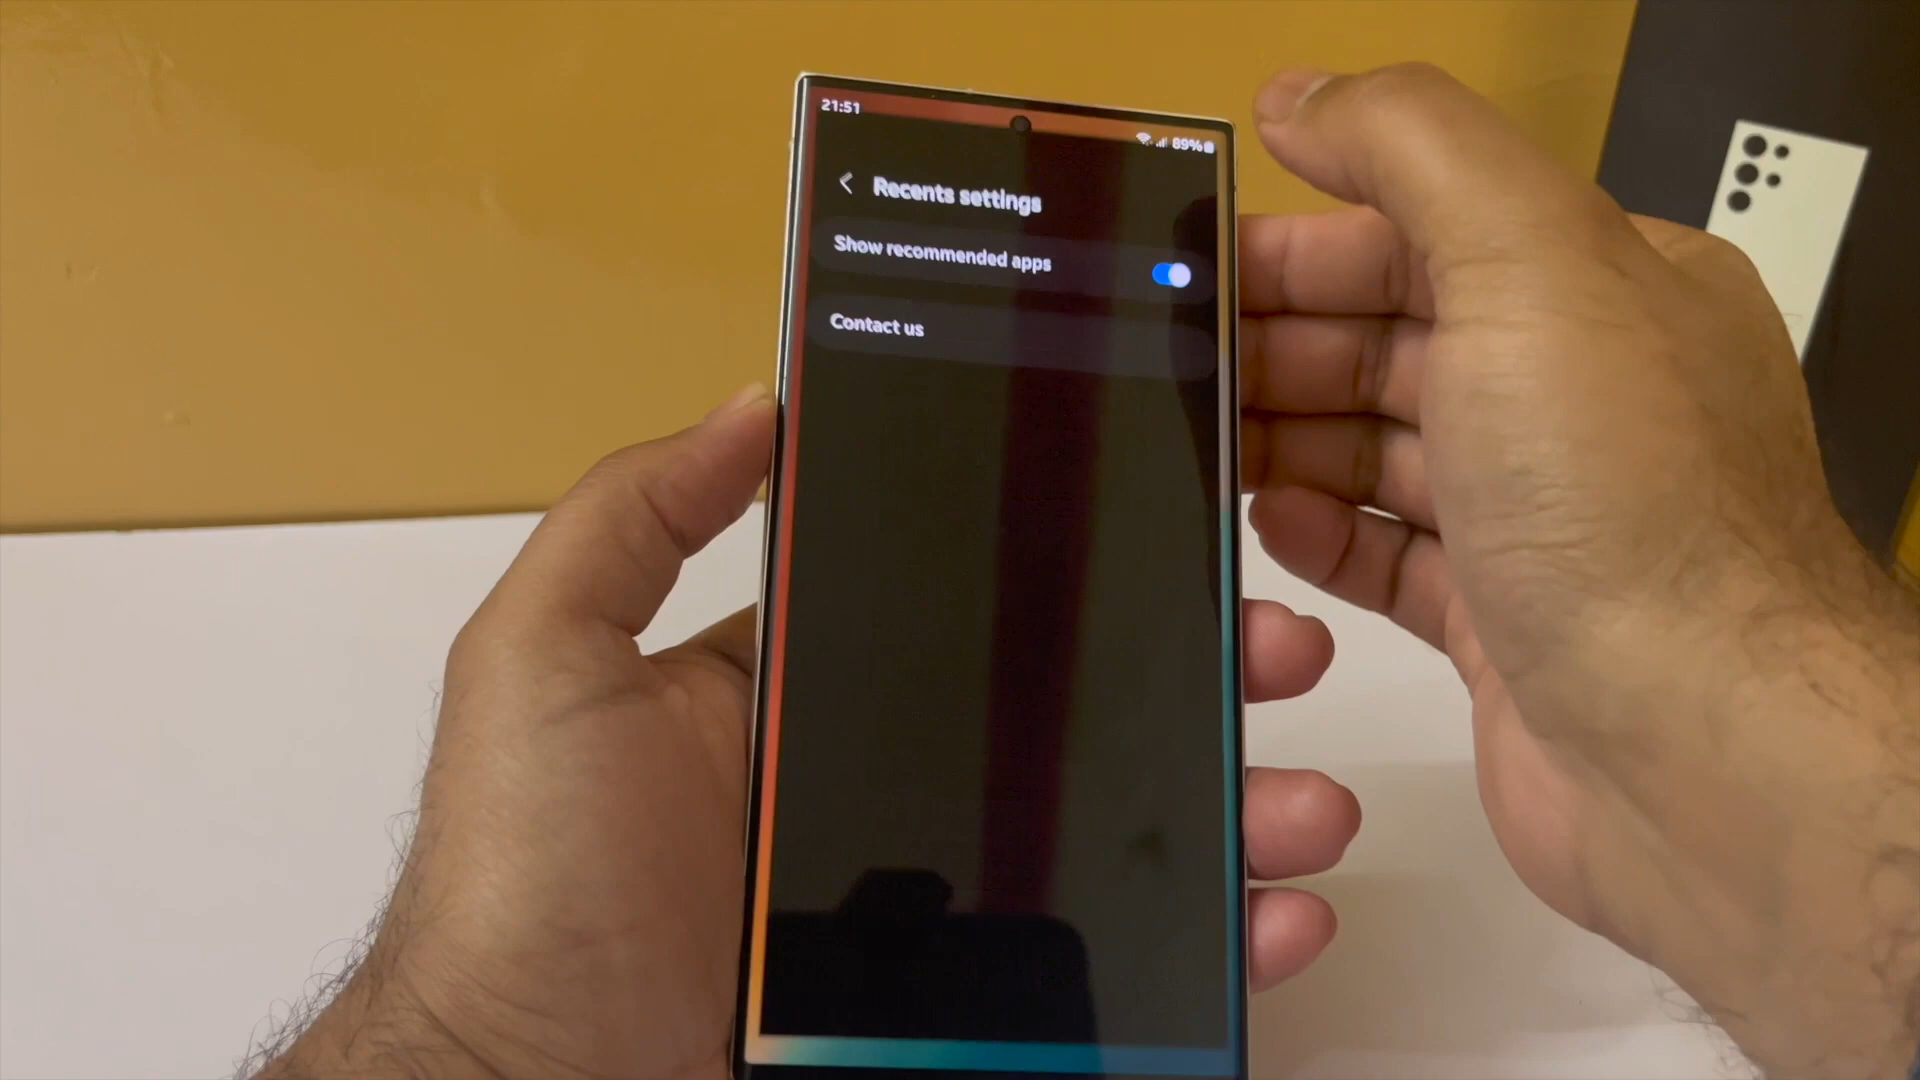 21:51
89%
Recents settings
Show recommended apps
Contact us